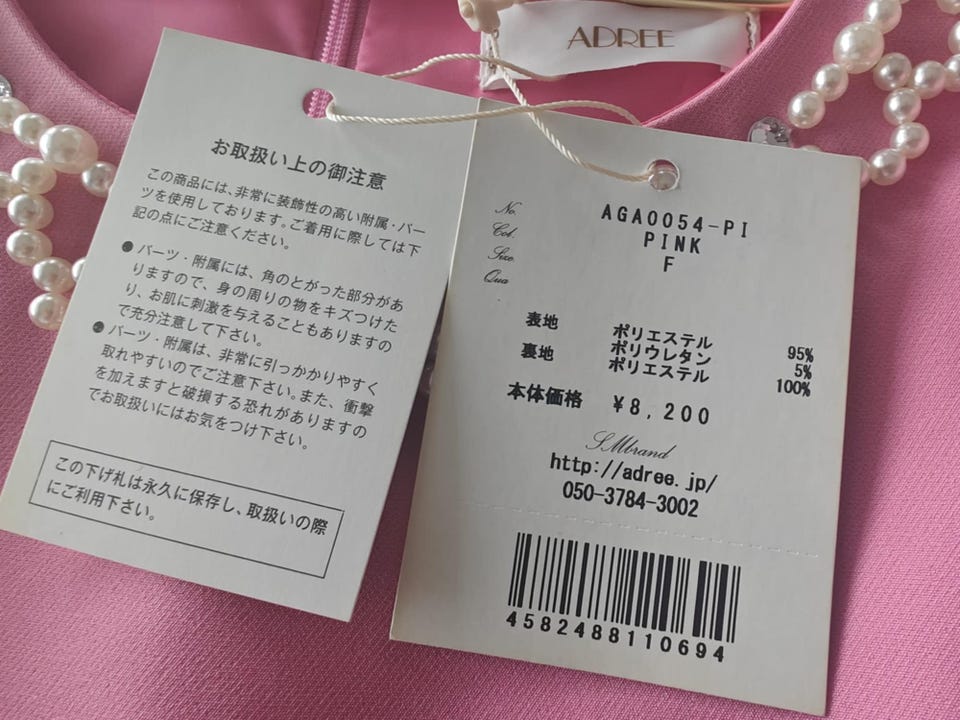 ADREE
お取扱い上の御注意
この商品には、非常に装飾性の高い附属・パー
ツを使用しております。ご着用に際しては下
記の点にご注意ください。
●パーツ・附属には、角のとがった部分があ
りますので、身の周りの物をキズつけた
り、お肌に刺激を与えることもありますの
で充分注意して下さい。
●パーツ・附属は、非常に引っかかりやすく
取れやすいのでご注意下さい。また、衝撃
を加えますと破損する恐れがありますの
でお取扱いにはお気をつけ下さい。
この下げ札は永久に保存し、取扱いの際
にご利用下さい。
No. AGA0054-PI
Col. PINK
Size F
Qua
表地 ポリエステル 95%
ポリウレタン 5%
裏地 ポリエステル 100%
本体価格 ¥8,200
SMbrand
http://adree.jp/
050-3784-3002
4582488110694